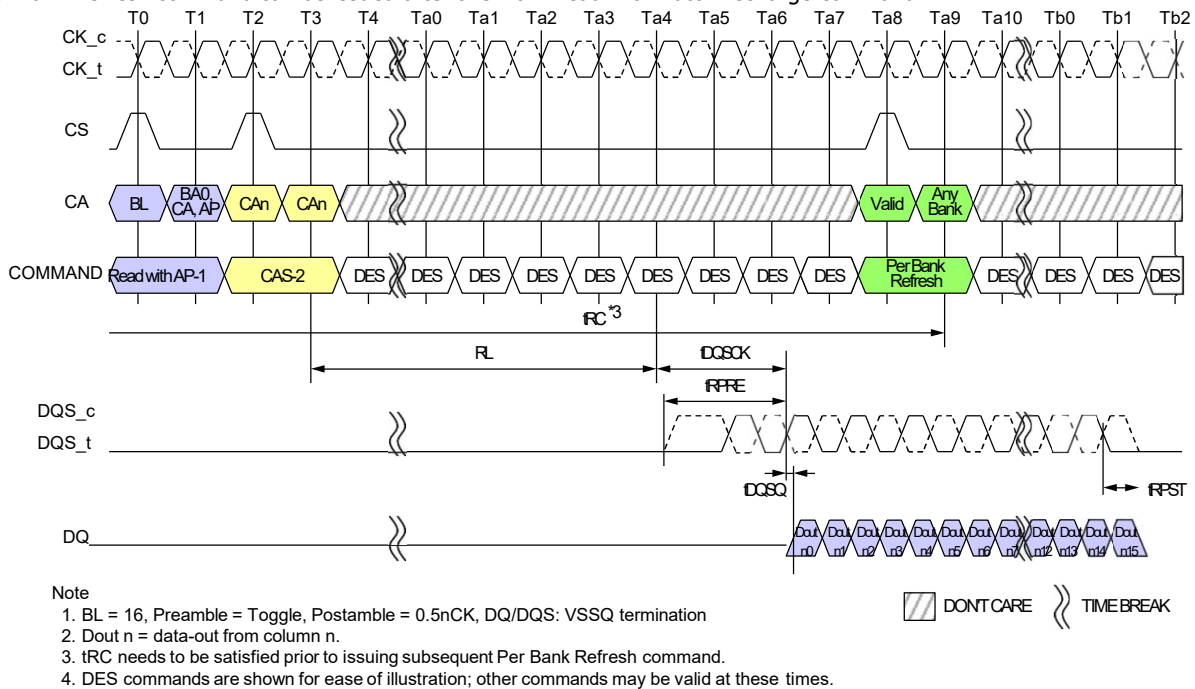 T0 T1 T2 T3 T4 Ta0 Ta1 Ta2 Ta3 Ta4 Ta5 Ta6 Ta7 Ta8 Ta9 Ta10 Tb0 Tb1 Tb2
CK_c
CK_t
CS
CA BL BA0, CA, AP CAn CAn Valid Any Bank
COMMAND Read with AP-1 CAS-2 DES DES DES DES DES DES DES DES DES Per Bank Refresh DES DES DES DES
tRC*3
RL tDQSCK
tRPRE
DQS_c
DQS_t
tDQSQ tRPST
DQ Dout n0 Dout n1 Dout n2 Dout n3 Dout n4 Dout n5 Dout n6 Dout n7 Dout n12 Dout n13 Dout n14 Dout n15
Note
1. BL = 16, Preamble = Toggle, Postamble = 0.5nCK, DQ/DQS: VSSQ termination
2. Dout n = data-out from column n.
3. tRC needs to be satisfied prior to issuing subsequent Per Bank Refresh command.
4. DES commands are shown for ease of illustration; other commands may be valid at these times.
DON'T CARE TIME BREAK